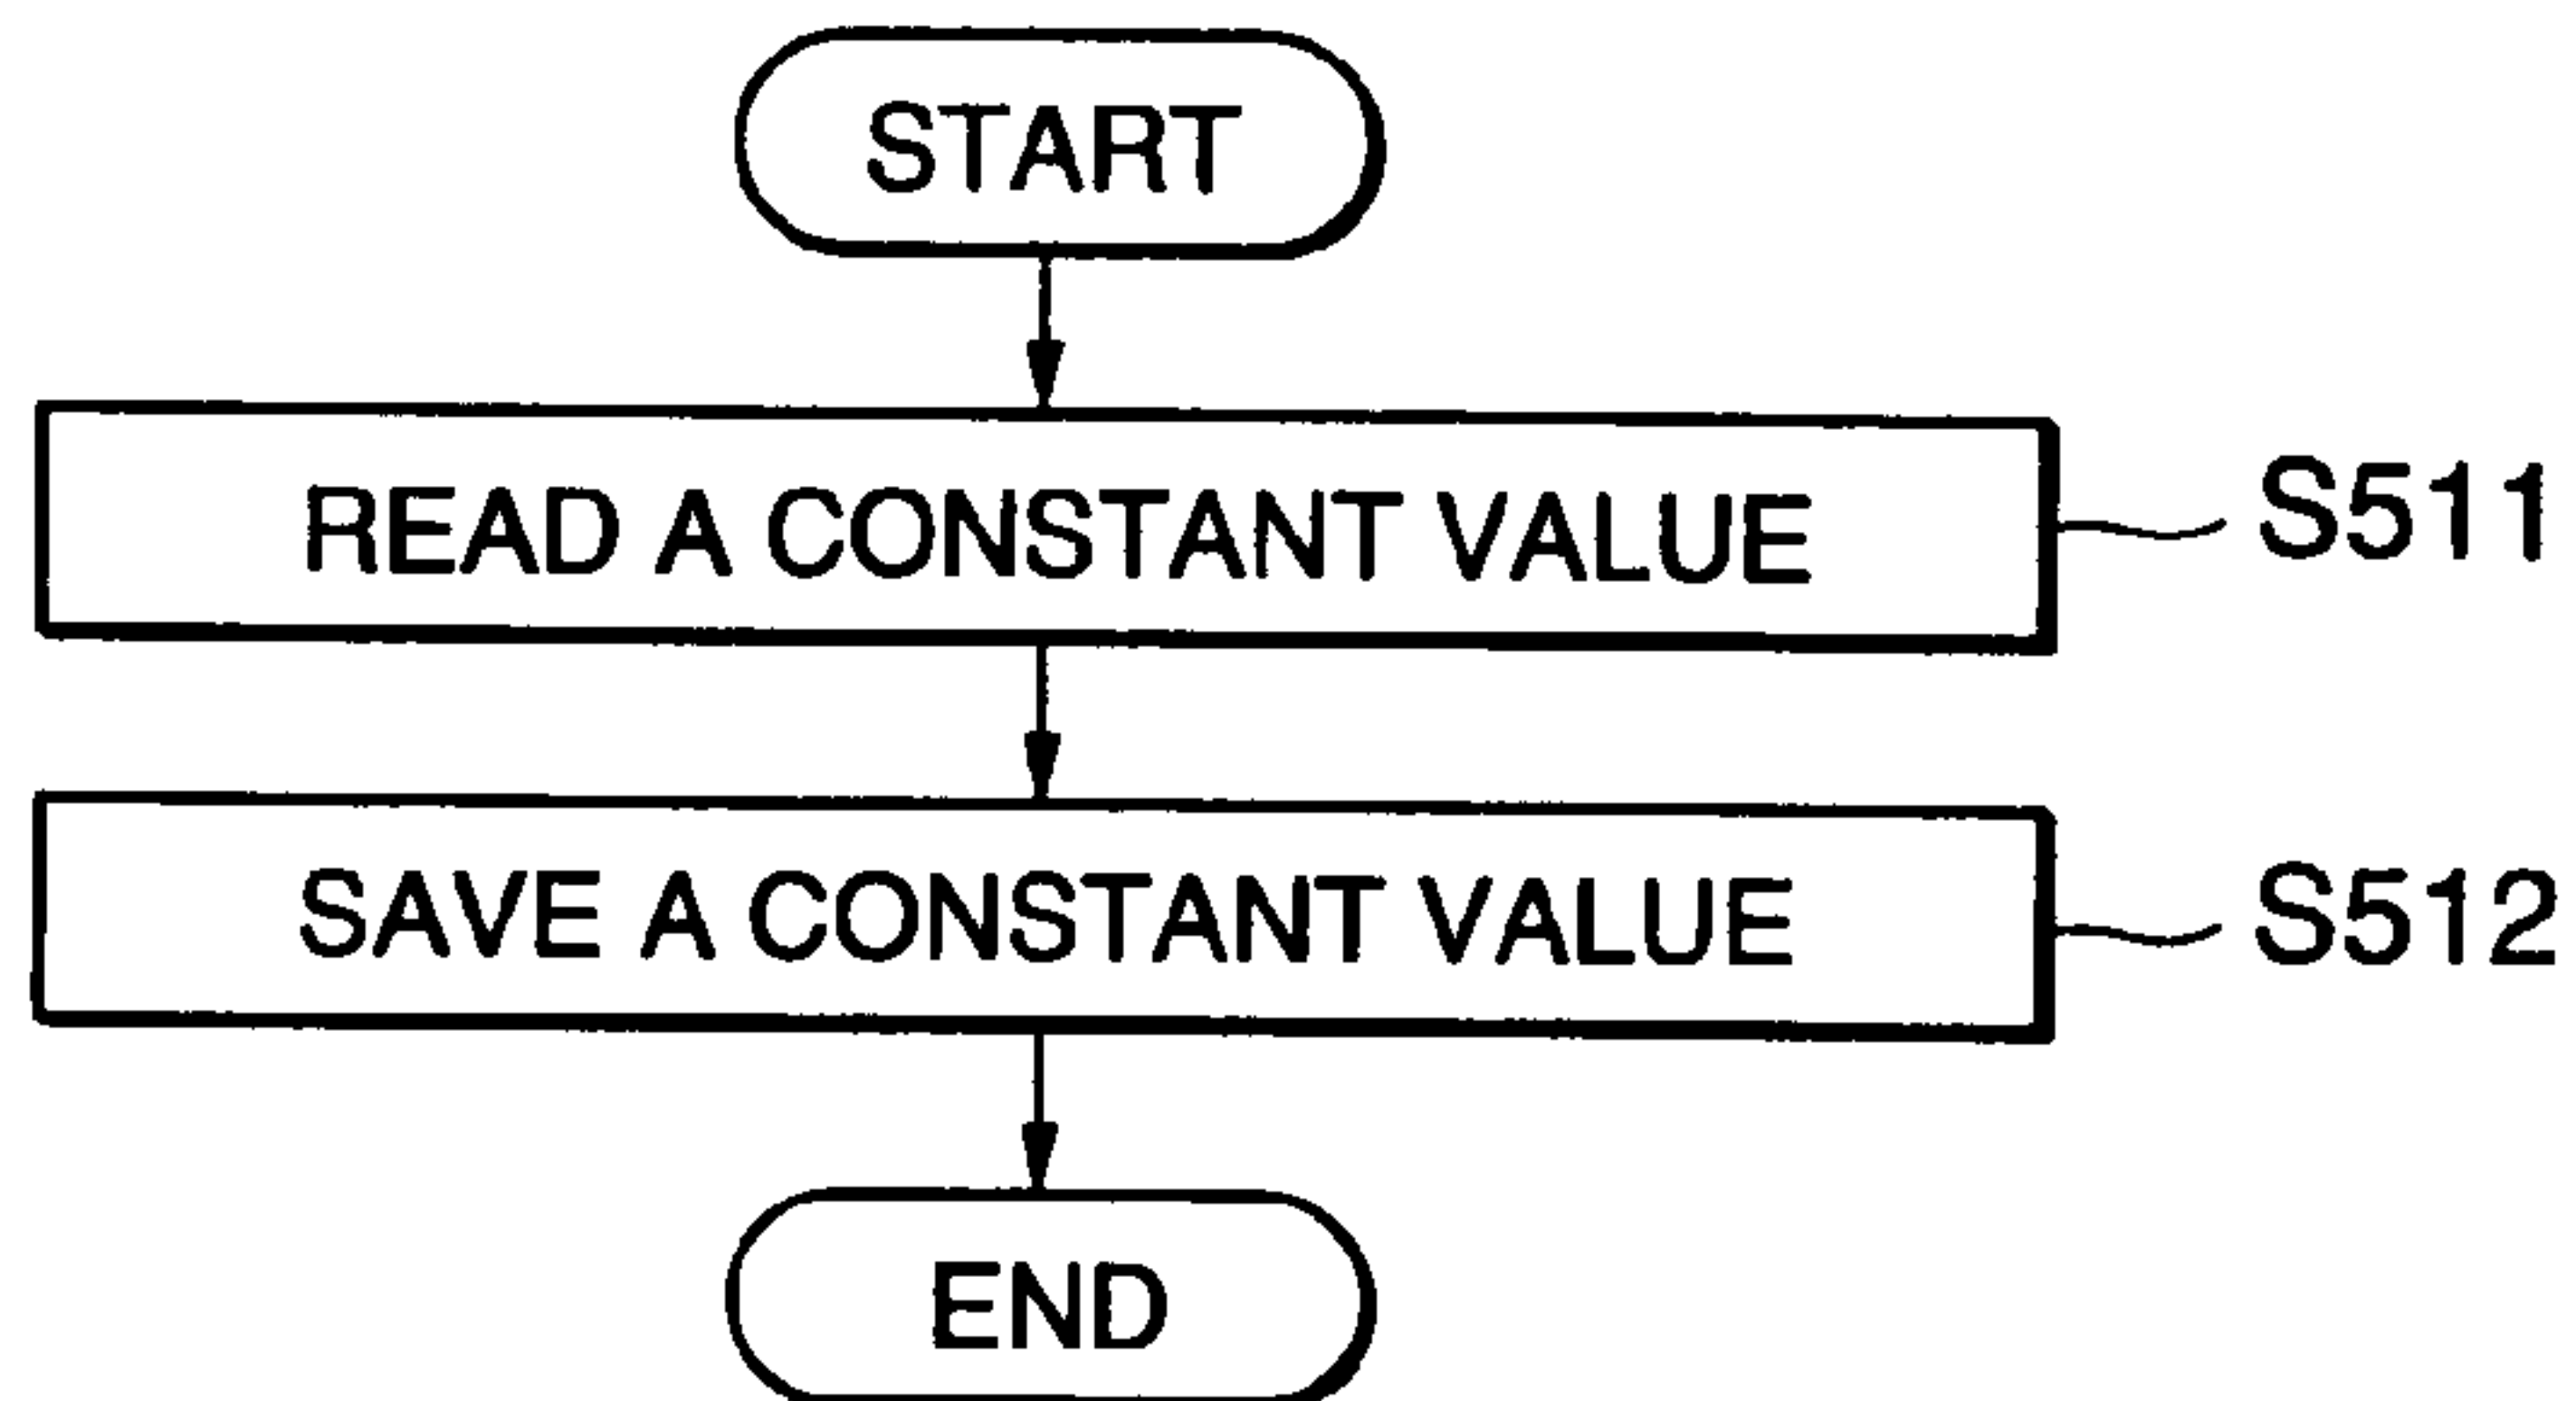 START
READ A CONSTANT VALUE
S511
SAVE A CONSTANT VALUE
S512
END